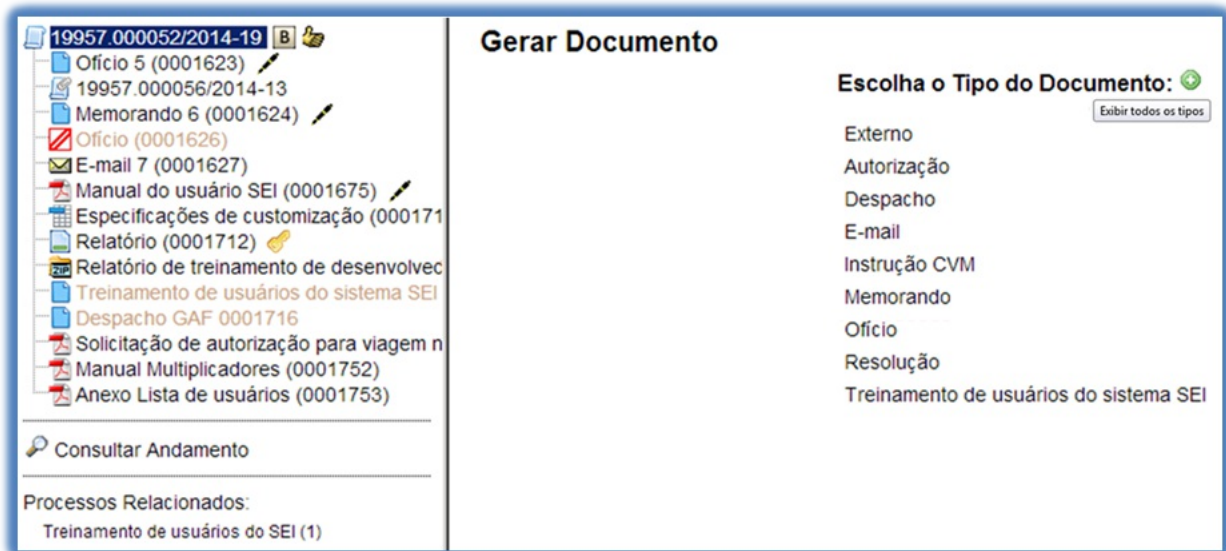 19957.000052/2014-19 B
Ofício 5 (0001623)
19957.000056/2014-13
Memorando 6 (0001624)
Ofício (0001626)
E-mail 7 (0001627)
Manual do usuário SEI (0001675)
Especificações de customização (000171
Relatório (0001712)
ZIP Relatório de treinamento de desenvolvec
Treinamento de usuários do sistema SEI
Despacho GAF 0001716
Solicitação de autorização para viagem n
Manual Multiplicadores (0001752)
Anexo Lista de usuários (0001753)
Consultar Andamento
Processos Relacionados:
Treinamento de usuários do SEI (1)
Gerar Documento
Escolha o Tipo do Documento:
Exibir todos os tipos
Externo
Autorização
Despacho
E-mail
Instrução CVM
Memorando
Ofício
Resolução
Treinamento de usuários do sistema SEI